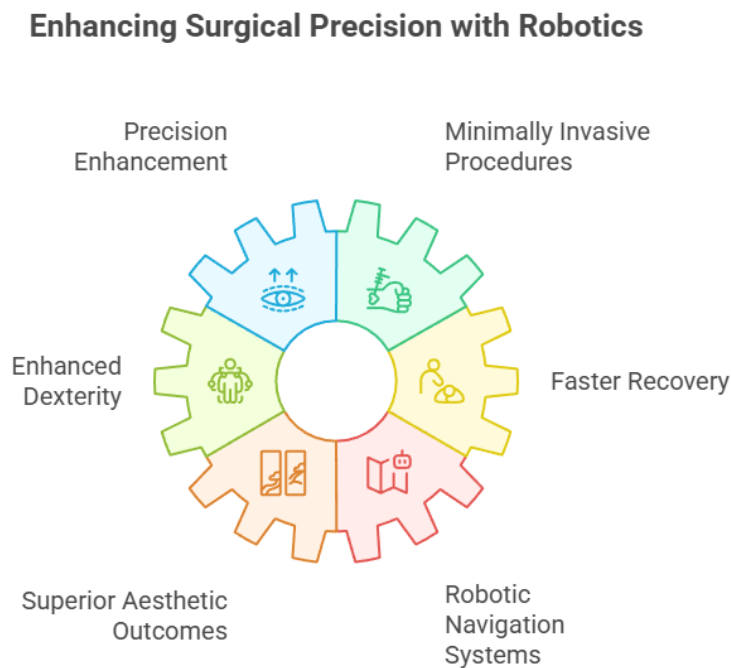 Enhancing Surgical Precision with Robotics
Precision
Enhancement
Minimally Invasive
Procedures
Enhanced
Dexterity
Faster Recovery
Superior Aesthetic
Outcomes
Robotic
Navigation
Systems